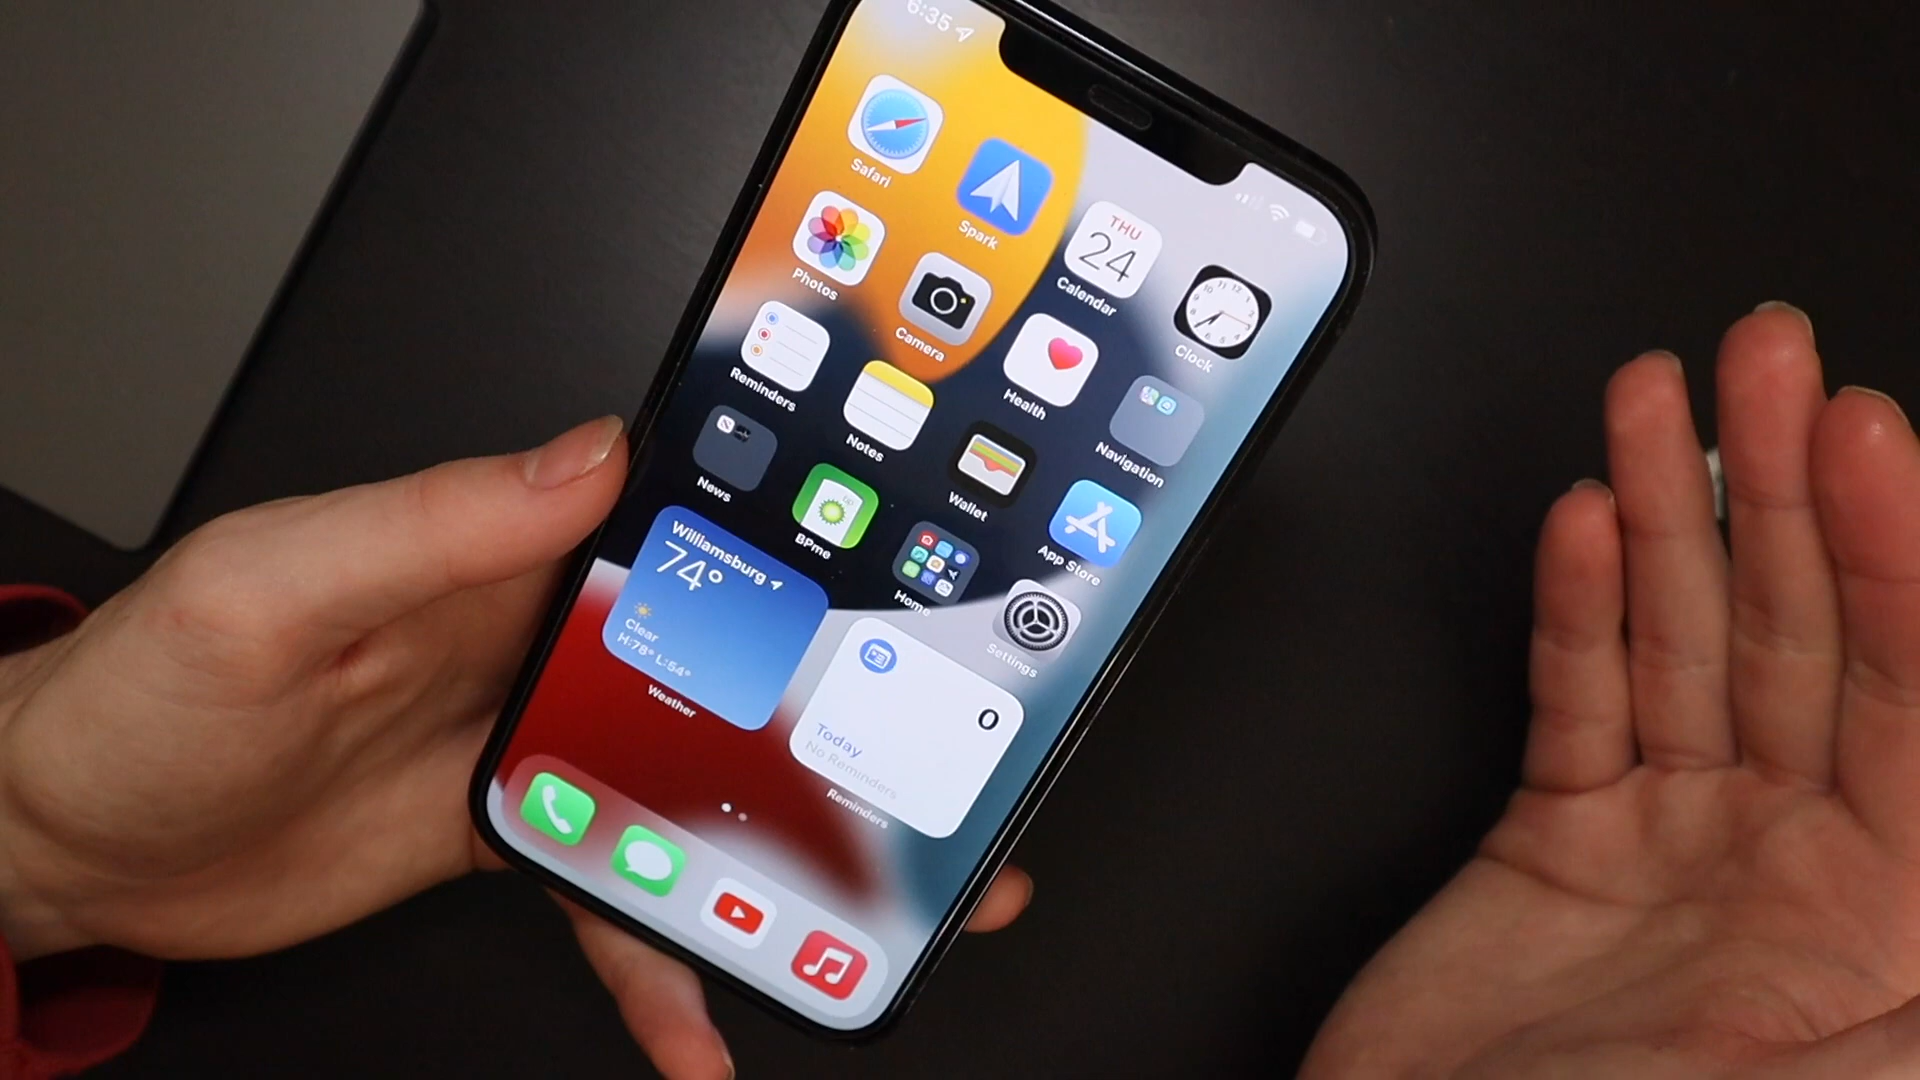 6:35
Safari
Spark
THU
24
Calendar
Clock
Photos
Camera
Health
Navigation
Reminders
Notes
Wallet
App Store
News
BPme
Home
Settings
Williamsburg
74°
Clear
H:78° L:54°
Weather
0
Today
No Reminders
Reminders